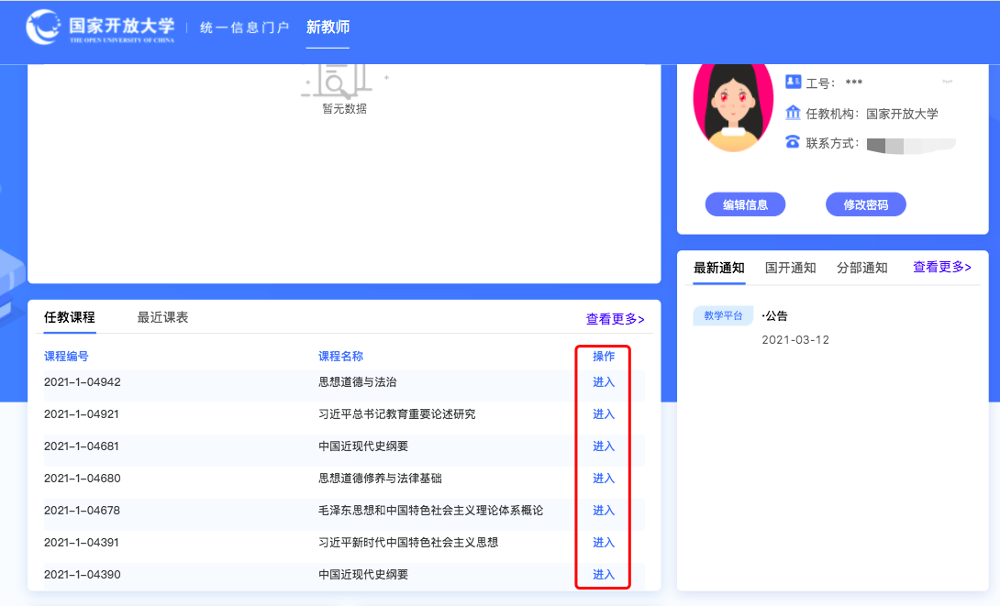 国家开放大学
THE OPEN UNIVERSITY OF CHINA
统一信息门户
新教师
暂无数据
工号： ***
任教机构：国家开放大学
联系方式：
编辑信息 修改密码
任教课程 最近课表 查看更多>
课程编号 课程名称 操作
2021-1-04942 思想道德与法治 进入
2021-1-04921 习近平总书记教育重要论述研究 进入
2021-1-04681 中国近现代史纲要 进入
2021-1-04680 思想道德修养与法律基础 进入
2021-1-04678 毛泽东思想和中国特色社会主义理论体系概论 进入
2021-1-04391 习近平新时代中国特色社会主义思想 进入
2021-1-04390 中国近现代史纲要 进入
最新通知 国开通知 分部通知 查看更多>
教学平台 ·公告
2021-03-12